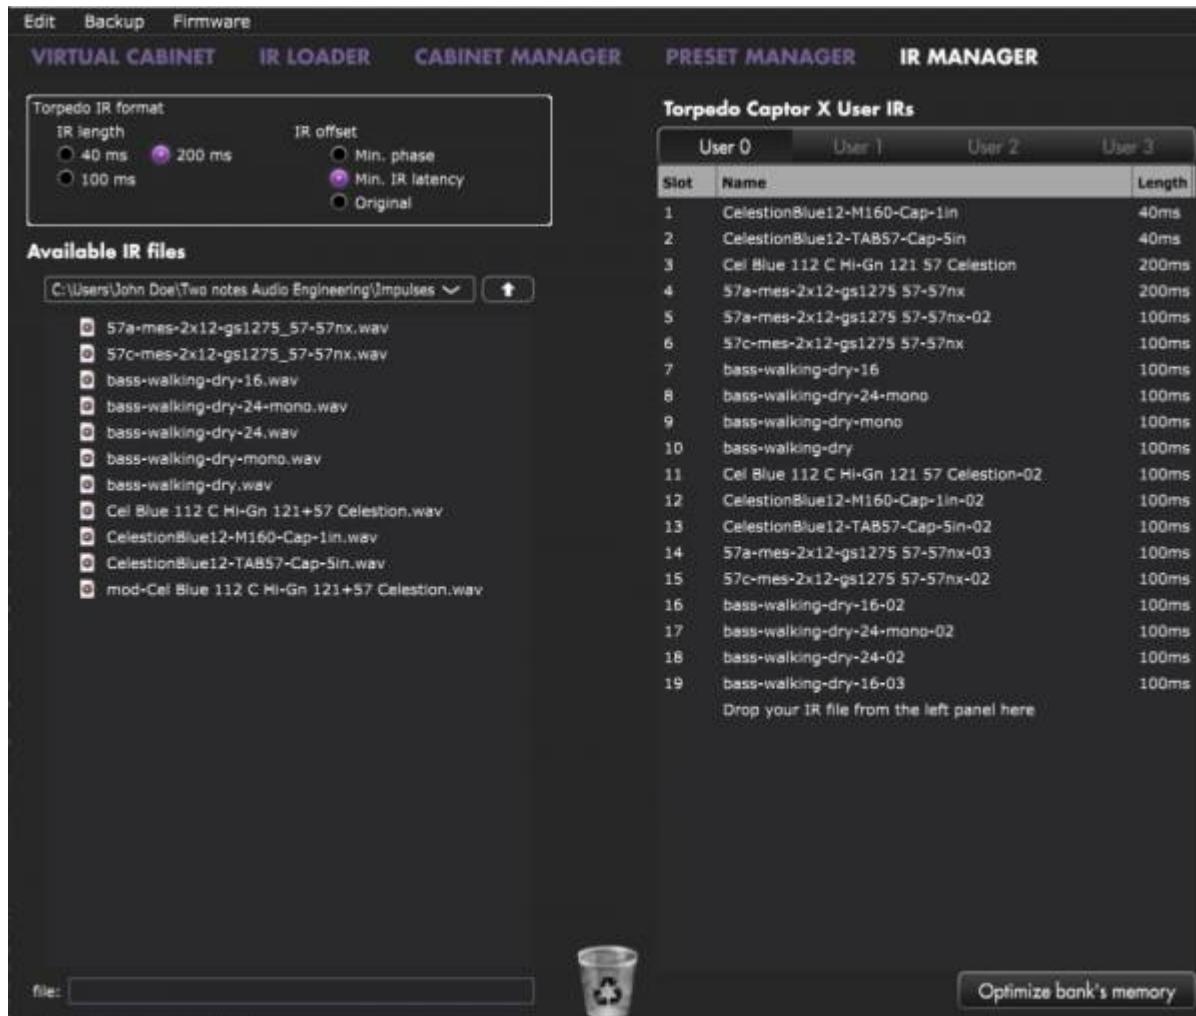 Edit Backup Firmware
VIRTUAL CABINET IR LOADER CABINET MANAGER PRESET MANAGER IR MANAGER
Torpedo IR format
IR length IR offset
40 ms 200 ms Min. phase
100 ms Min. IR latency
Original
Available IR files
C:\Users\John Doe\Two notes Audio Engineering\Impulses
57a-mes-2x12-gs1275_57-57nx.wav
57c-mes-2x12-gs1275_57-57nx.wav
bass-walking-dry-16.wav
bass-walking-dry-24-mono.wav
bass-walking-dry-24.wav
bass-walking-dry-mono.wav
bass-walking-dry.wav
Cel Blue 112 C Hi-Gn 121+57 Celestion.wav
CelestionBlue12-M160-Cap-1in.wav
CelestionBlue12-TAB57-Cap-5in.wav
mod-Cel Blue 112 C Hi-Gn 121+57 Celestion.wav
file:
Torpedo Captor X User IRs
User 0 User 1 User 2 User 3
Slot Name Length
1 CelestionBlue12-M160-Cap-1in 40ms
2 CelestionBlue12-TAB57-Cap-5in 40ms
3 Cel Blue 112 C Hi-Gn 121 57 Celestion 200ms
4 57a-mes-2x12-gs1275 57-57nx 200ms
5 57a-mes-2x12-gs1275 57-57nx-02 100ms
6 57c-mes-2x12-gs1275 57-57nx 100ms
7 bass-walking-dry-16 100ms
8 bass-walking-dry-24-mono 100ms
9 bass-walking-dry-mono 100ms
10 bass-walking-dry 100ms
11 Cel Blue 112 C Hi-Gn 121 57 Celestion-02 100ms
12 CelestionBlue12-M160-Cap-1in-02 100ms
13 CelestionBlue12-TAB57-Cap-5in-02 100ms
14 57a-mes-2x12-gs1275 57-57nx-03 100ms
15 57c-mes-2x12-gs1275 57-57nx-02 100ms
16 bass-walking-dry-16-02 100ms
17 bass-walking-dry-24-mono-02 100ms
18 bass-walking-dry-24-02 100ms
19 bass-walking-dry-16-03 100ms
Drop your IR file from the left panel here
Optimize bank's memory